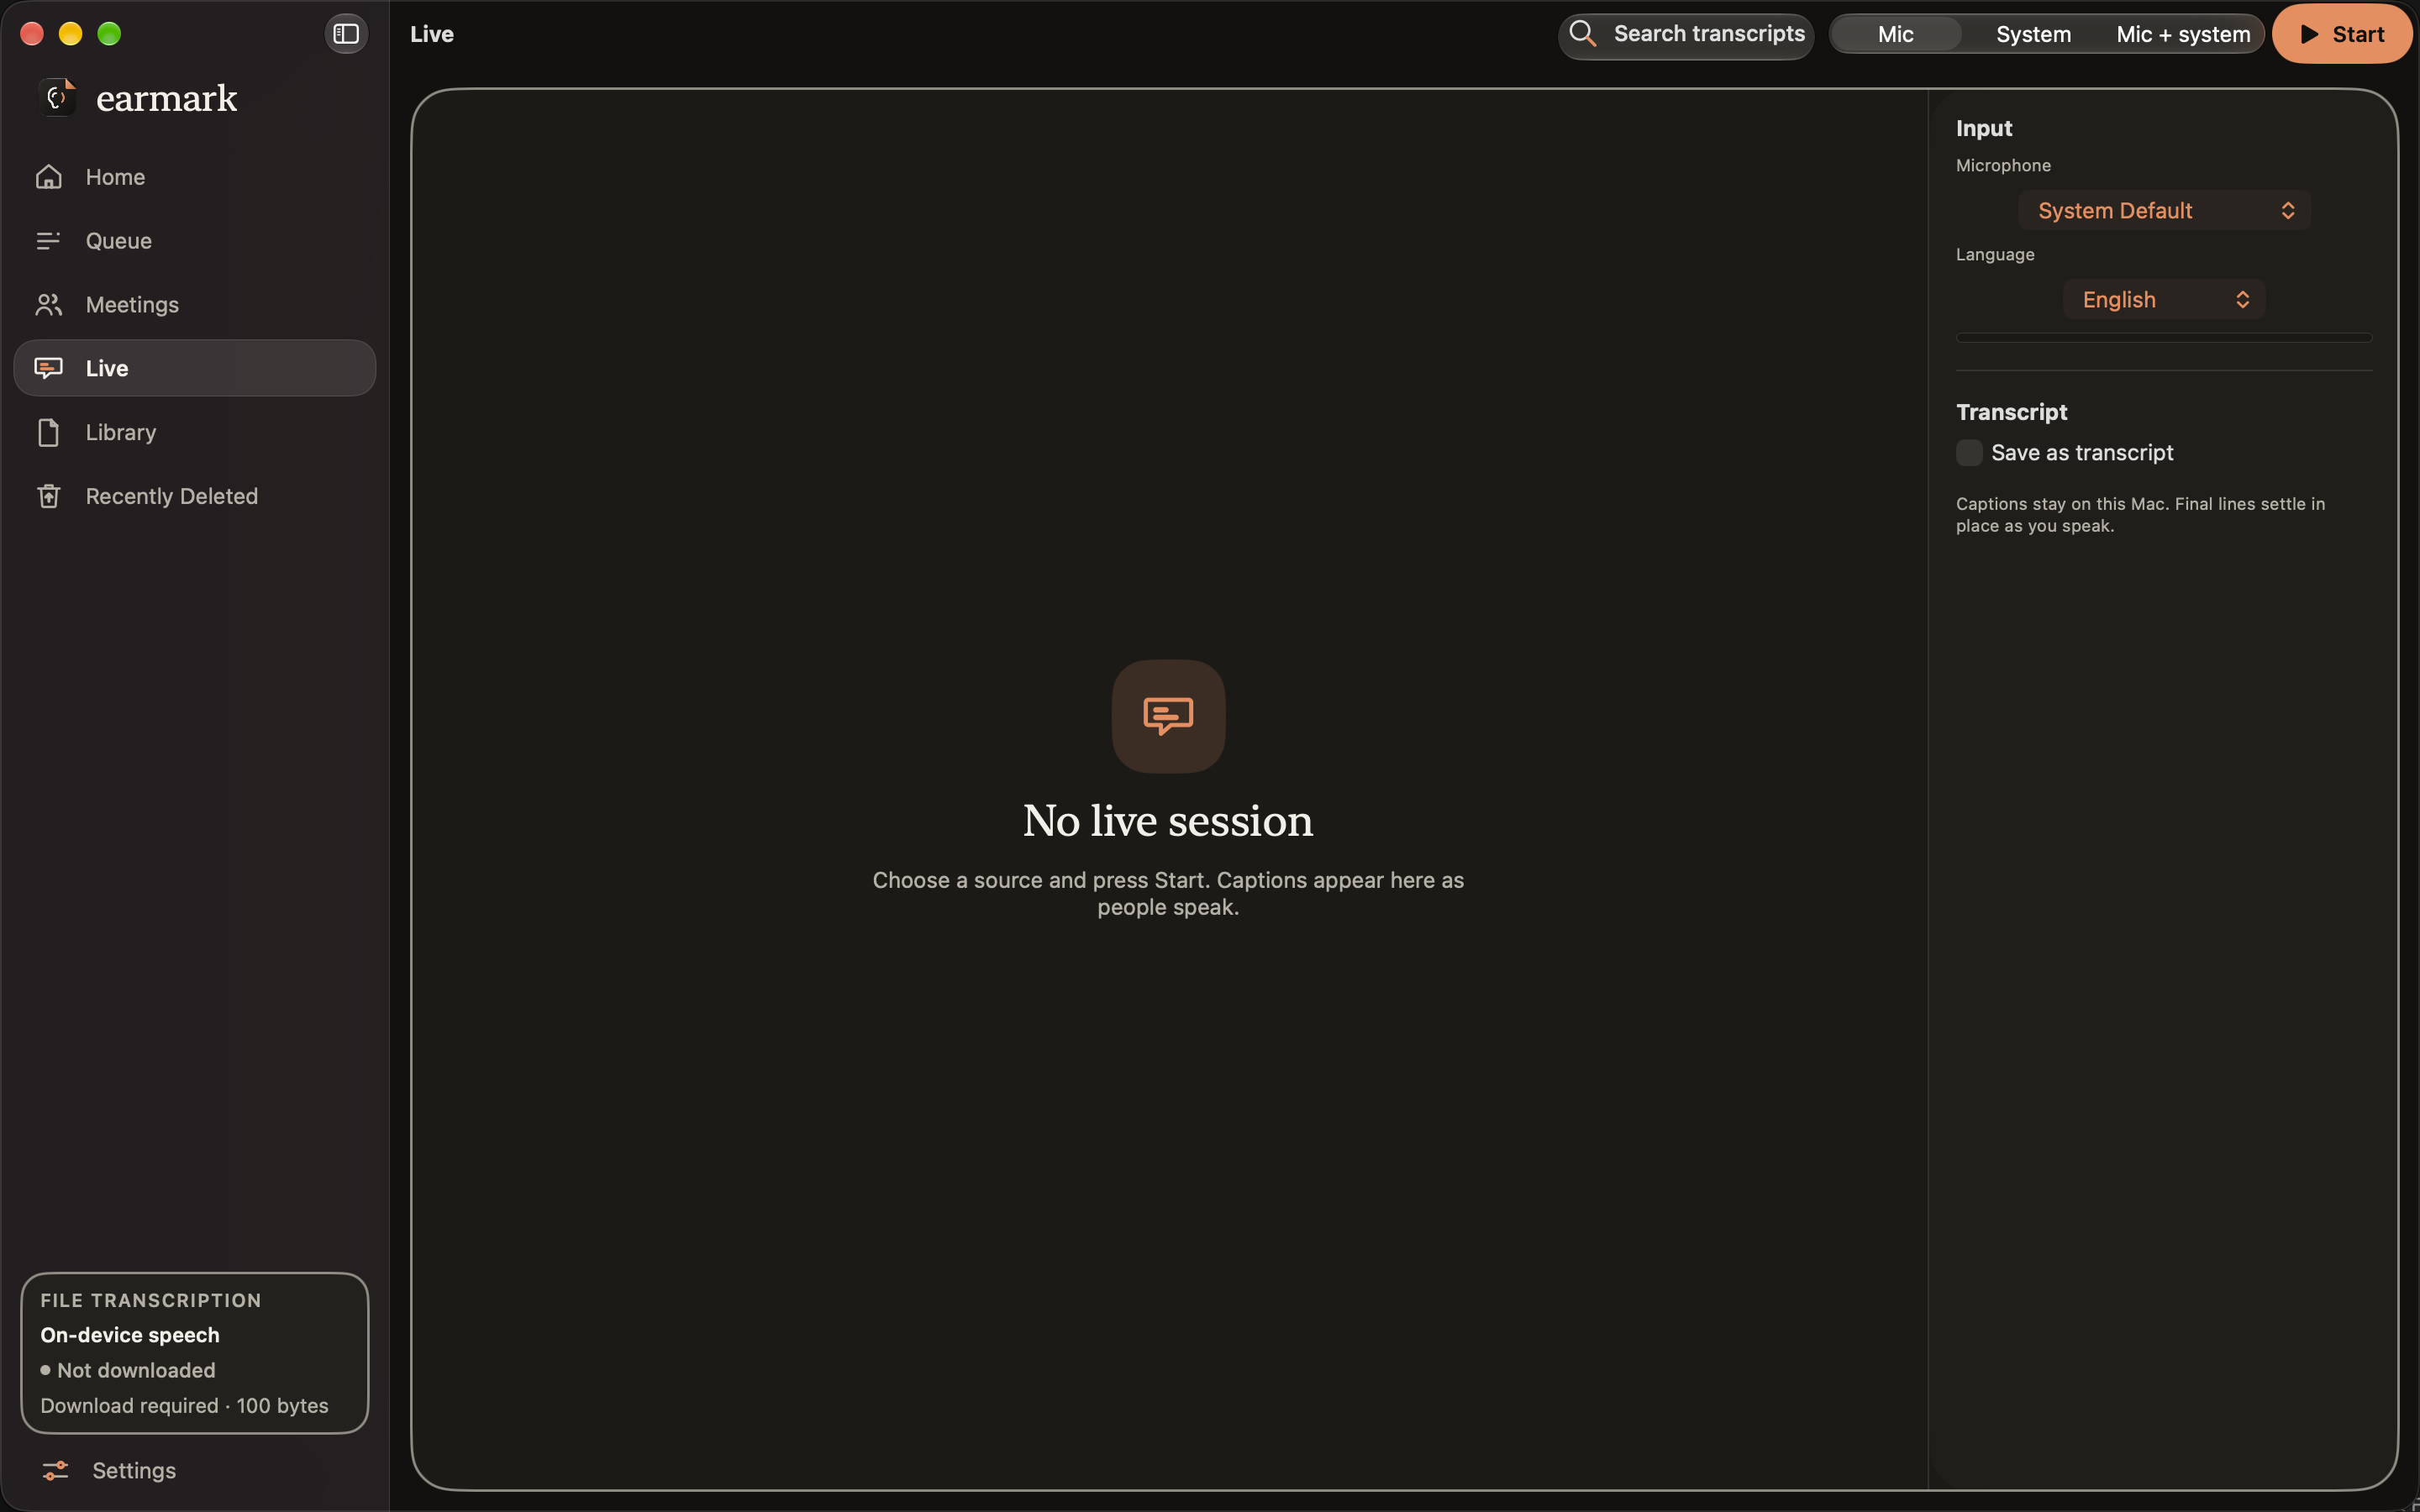 Live
Search transcripts
Mic
System
Mic + system
Start
earmark
Home
Queue
Meetings
Live
Library
Recently Deleted
FILE TRANSCRIPTION
On-device speech
Not downloaded
Download required · 100 bytes
Settings
No live session
Choose a source and press Start. Captions appear here as
people speak.
Input
Microphone
System Default
Language
English
Transcript
Save as transcript
Captions stay on this Mac. Final lines settle in
place as you speak.